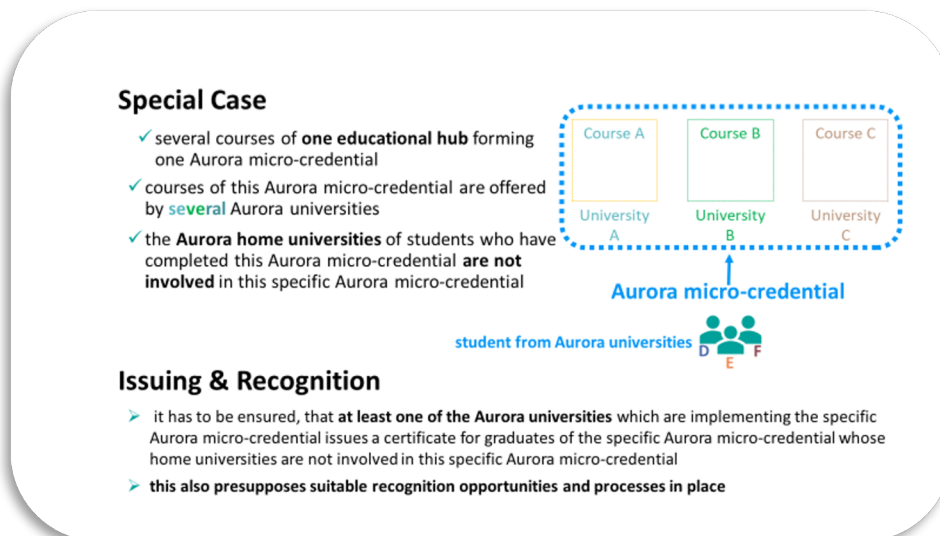 Special Case
several courses of one educational hub forming
one Aurora micro-credential
courses of this Aurora micro-credential are offered
by several Aurora universities
the Aurora home universities of students who have
completed this Aurora micro-credential are not
involved in this specific Aurora micro-credential
Course A
Course B
Course C
University
A
University
B
University
C
Aurora micro-credential
student from Aurora universities
D
E
F
Issuing & Recognition
it has to be ensured, that at least one of the Aurora universities which are implementing the specific
Aurora micro-credential issues a certificate for graduates of the specific Aurora micro-credential whose
home universities are not involved in this specific Aurora micro-credential
this also presupposes suitable recognition opportunities and processes in place